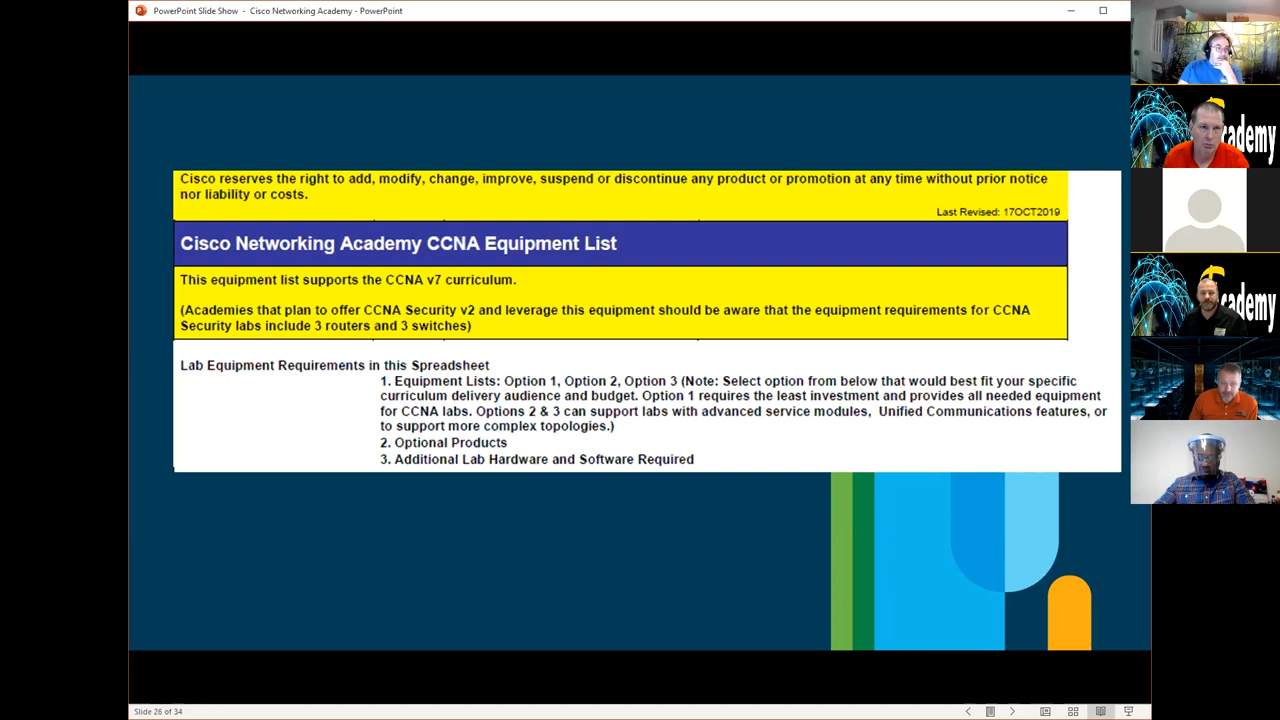 PowerPoint Slide Show - Cisco Networking Academy - PowerPoint
Cisco reserves the right to add, modify, change, improve, suspend or discontinue any product or promotion at any time without prior notice
nor liability or costs.
Last Revised: 17OCT2019
Cisco Networking Academy CCNA Equipment List
This equipment list supports the CCNA v7 curriculum.
(Academies that plan to offer CCNA Security v2 and leverage this equipment should be aware that the equipment requirements for CCNA
Security labs include 3 routers and 3 switches)
Lab Equipment Requirements in this Spreadsheet
1. Equipment Lists: Option 1, Option 2, Option 3 (Note: Select option from below that would best fit your specific
curriculum delivery audience and budget. Option 1 requires the least investment and provides all needed equipment
for CCNA labs. Options 2 & 3 can support labs with advanced service modules, Unified Communications features, or
to support more complex topologies.)
2. Optional Products
3. Additional Lab Hardware and Software Required
cademy
cademy
Slide 26 of 34